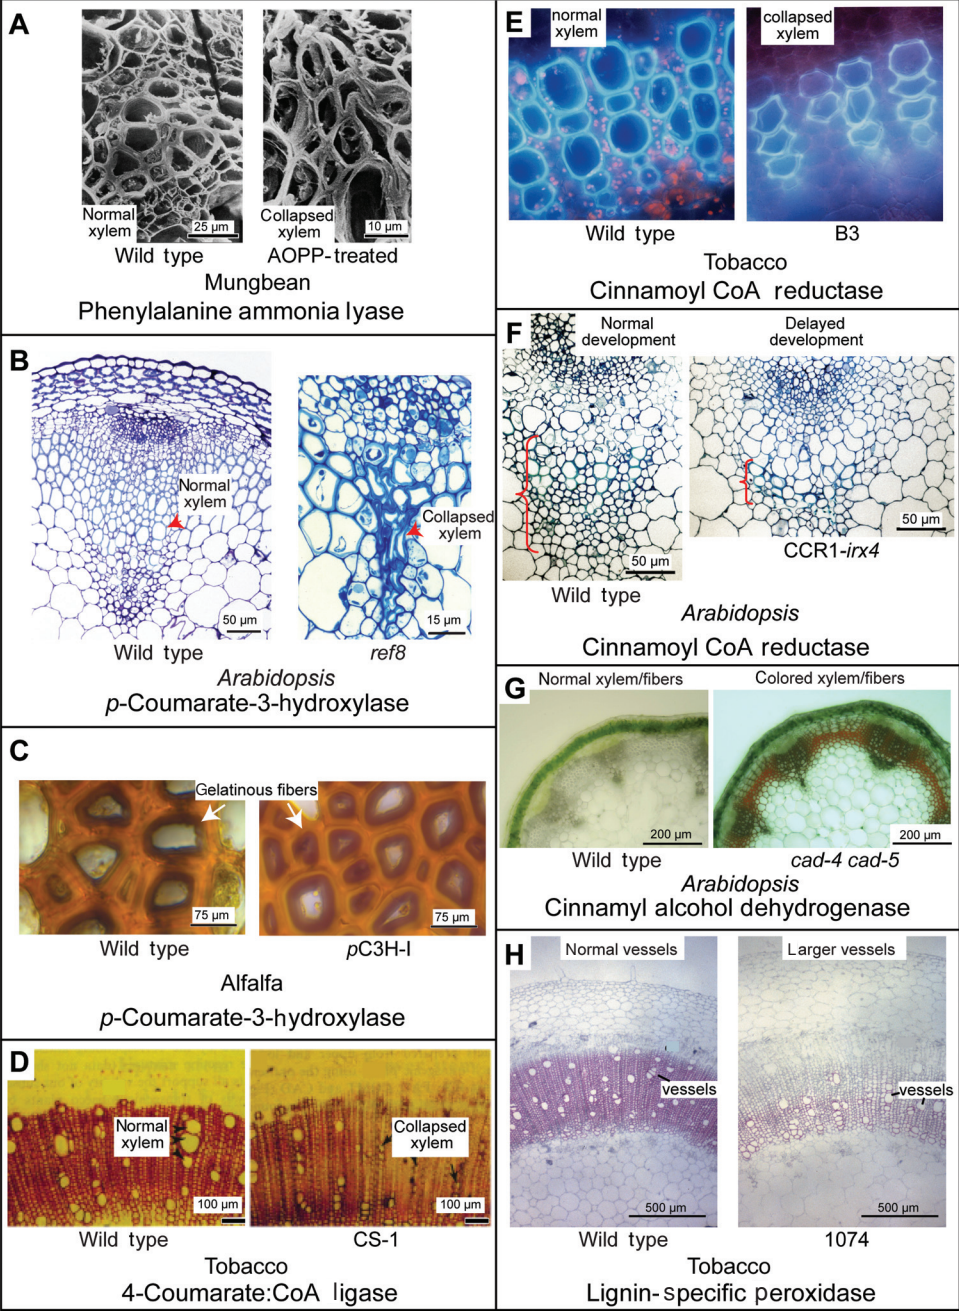 A
Normal
xylem
25 µm
Collapsed
xylem
10 µm
Wild type
AOPP-treated
Mungbean
Phenylalanine ammonia lyase
B
Normal
xylem
50 µm
Collapsed
xylem
15 µm
Wild type
ref8
Arabidopsis
p-Coumarate-3-hydroxylase
C
Gelatinous fibers
75 µm
75 µm
Wild type
pC3H-I
Alfalfa
p-Coumarate-3-hydroxylase
D
Normal
xylem
100 µm
Collapsed
xylem
100 µm
Wild type
CS-1
Tobacco
4-Coumarate:CoA ligase
E
normal
xylem
collapsed
xylem
Wild type
B3
Tobacco
Cinnamoyl CoA reductase
F
Normal
development
Delayed
development
50 µm
50 µm
Wild type
CCR1-irx4
Arabidopsis
Cinnamoyl CoA reductase
G
Normal xylem/fibers
Colored xylem/fibers
200 µm
200 µm
Wild type
cad-4 cad-5
Arabidopsis
Cinnamyl alcohol dehydrogenase
H
Normal vessels
Larger vessels
vessels
vessels
500 µm
500 µm
Wild type
1074
Tobacco
Lignin-specific peroxidase